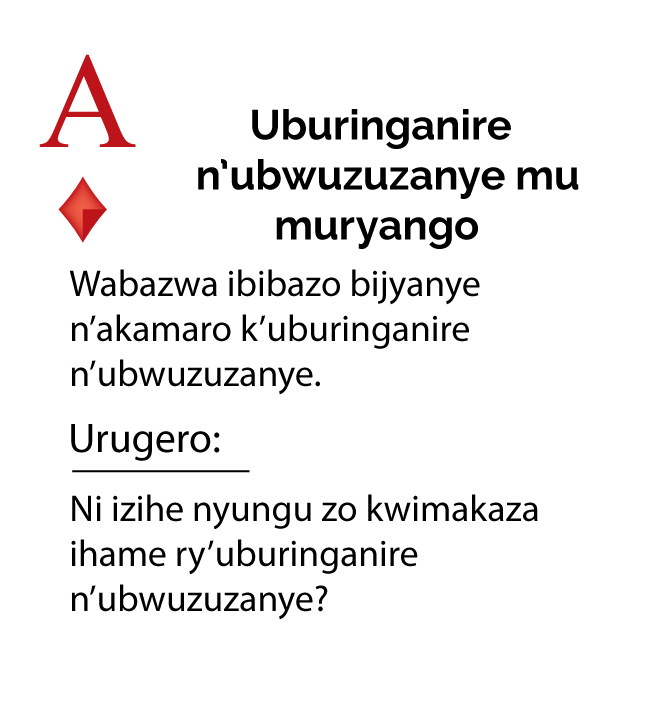 A
Uburinganire
n’ubwuzuzanye mu
muryango
Wabazwa ibibazo bijyanye
n’akamaro k’uburinganire
n’ubwuzuzanye.
Urugero:
Ni izihe nyungu zo kwimakaza
ihame ry’uburinganire
n’ubwuzuzanye?